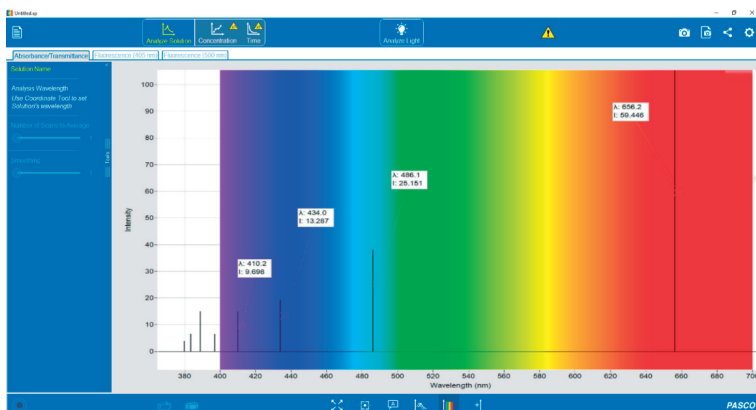 Untitled.sp
Analyze Solution
Concentration
Time
Analyze Light
Absorbance/Transmittance
Fluorescence (405 nm)
Fluorescence (500 nm)
Solution Name
Analysis Wavelength
Use Coordinate Tool to set
Solution's wavelength
Number of Scans to Average
Smoothing
Tools
Intensity
100
90
80
70
60
50
40
30
20
10
0
λ: 410.2
I: 9.698
λ: 434.0
I: 13.287
λ: 486.1
I: 25.151
λ: 656.2
I: 59.446
380
400
420
440
460
480
500
520
540
560
580
600
620
640
660
680
700
Wavelength (nm)
PASCO